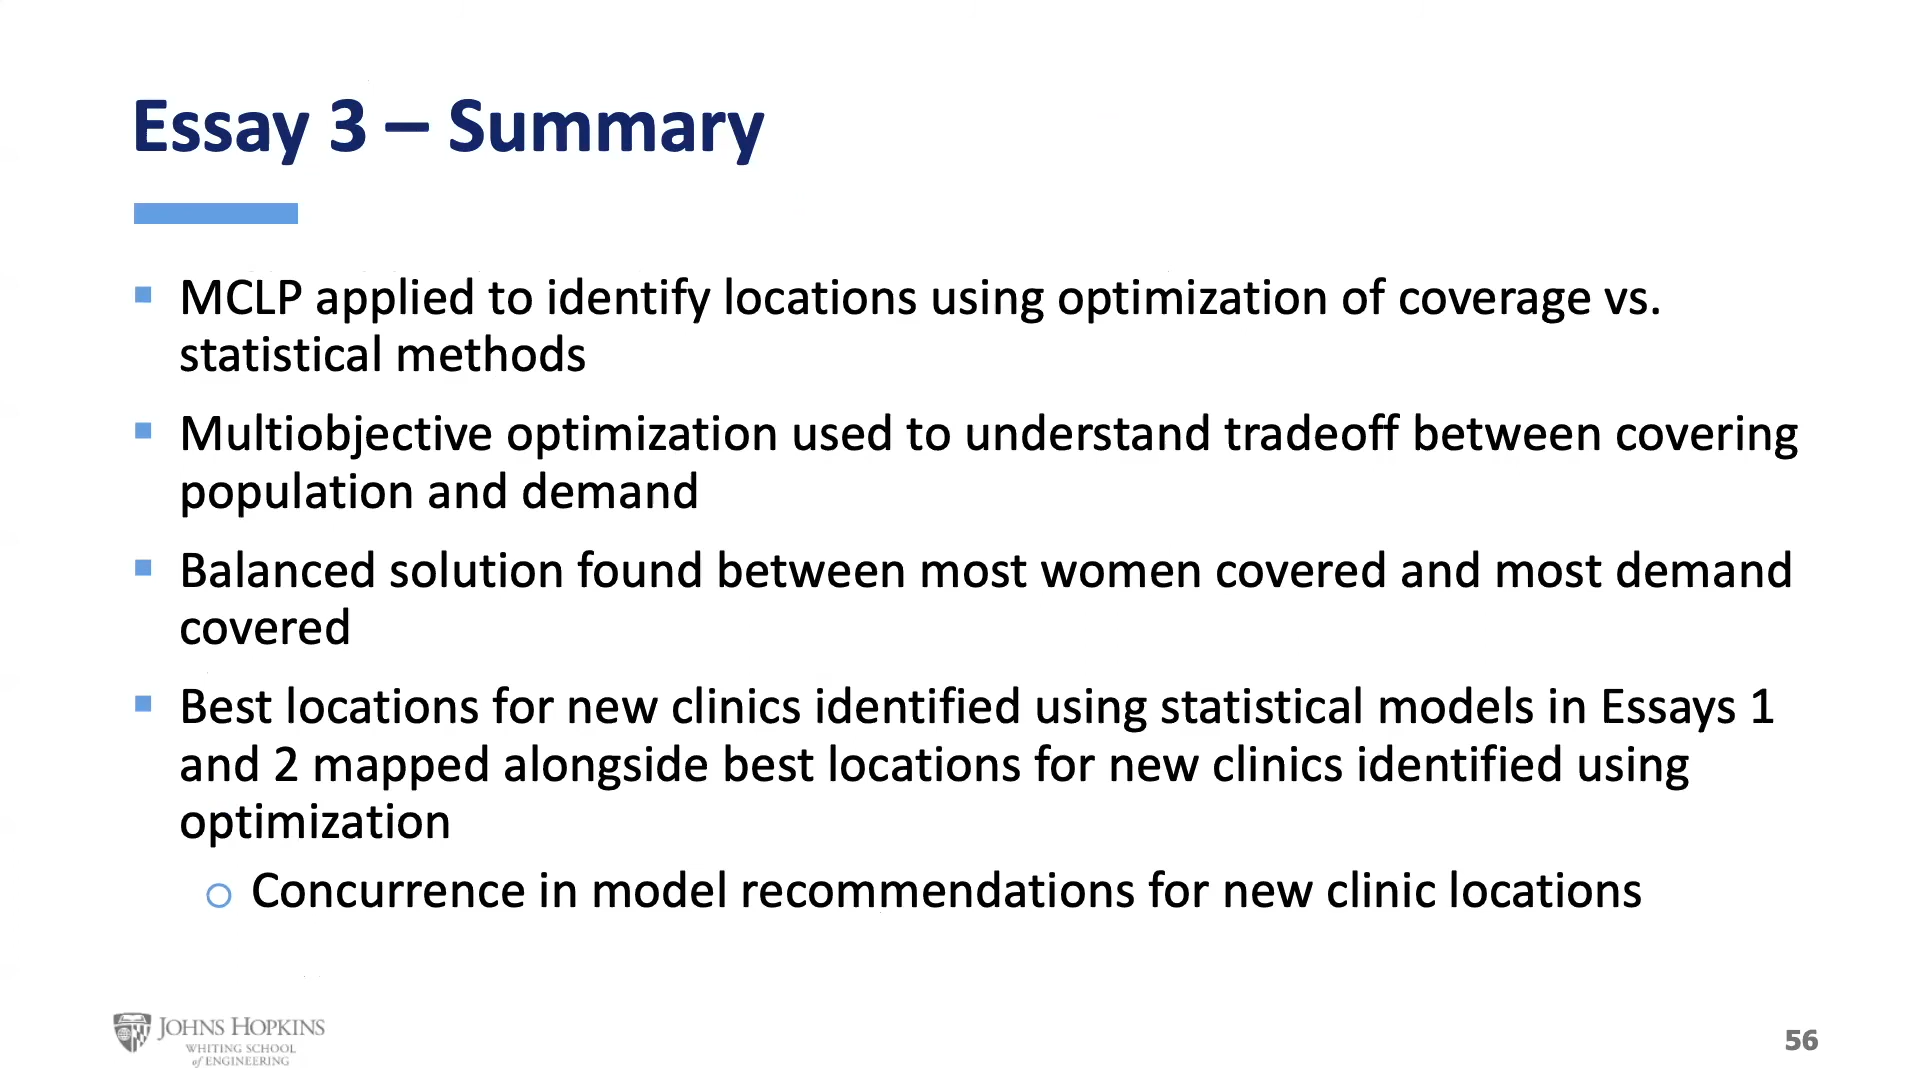 Essay 3 – Summary
MCLP applied to identify locations using optimization of coverage vs.
statistical methods
Multiobjective optimization used to understand tradeoff between covering
population and demand
Balanced solution found between most women covered and most demand
covered
Best locations for new clinics identified using statistical models in Essays 1
and 2 mapped alongside best locations for new clinics identified using
optimization
Concurrence in model recommendations for new clinic locations
JOHNS HOPKINS
WHITING SCHOOL
of ENGINEERING
56